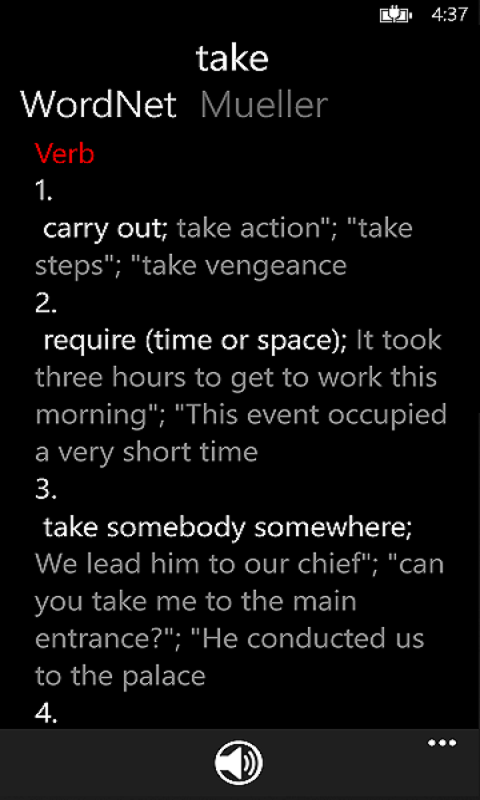 4:37
take
WordNet Mueller
Verb
1.
carry out; take action"; "take
steps"; "take vengeance
2.
require (time or space); It took
three hours to get to work this
morning"; "This event occupied
a very short time
3.
take somebody somewhere;
We lead him to our chief"; "can
you take me to the main
entrance?"; "He conducted us
to the palace
4.